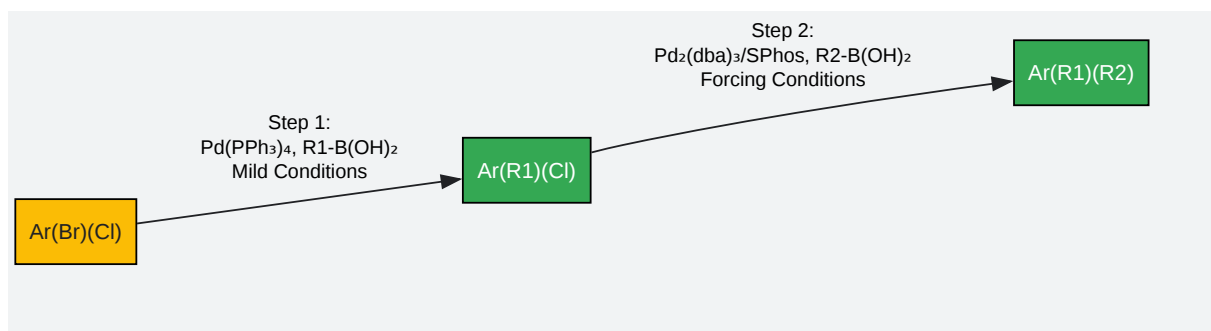 Step 2:
Pd₂(dba)₃/SPhos, R2-B(OH)₂
Forcing Conditions
Ar(R1)(R2)
Step 1:
Pd(PPh₃)₄, R1-B(OH)₂
Mild Conditions
Ar(R1)(Cl)
Ar(Br)(Cl)